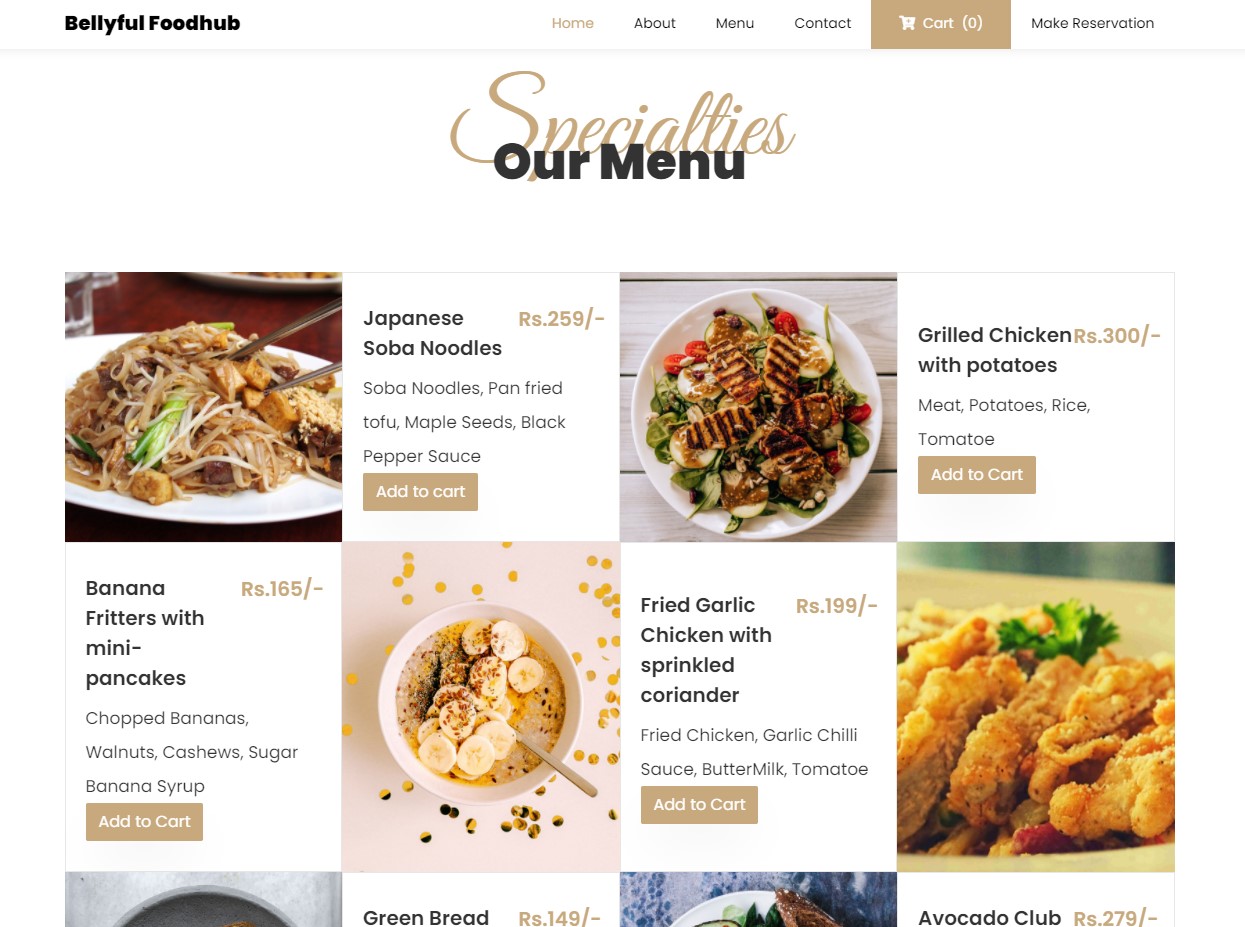 Bellyful Foodhub
Home About Menu Contact Cart (0) Make Reservation
Specialties
Our Menu
Japanese
Soba Noodles
Rs.259/-
Soba Noodles, Pan fried
tofu, Maple Seeds, Black
Pepper Sauce
Add to cart
Grilled Chicken
with potatoes
Rs.300/-
Meat, Potatoes, Rice,
Tomatoe
Add to Cart
Banana
Fritters with
mini-
pancakes
Rs.165/-
Chopped Bananas,
Walnuts, Cashews, Sugar
Banana Syrup
Add to Cart
Fried Garlic
Chicken with
sprinkled
coriander
Rs.199/-
Fried Chicken, Garlic Chilli
Sauce, ButterMilk, Tomatoe
Add to Cart
Green Bread
Rs.149/-
Avocado Club
Rs.279/-